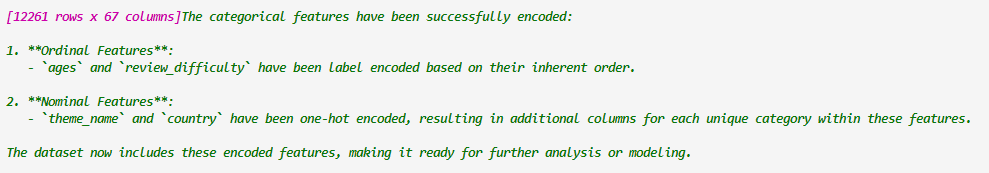 [12261 rows x 67 columns]The categorical features have been successfully encoded:
1. **Ordinal Features**:
- `ages` and `review_difficulty` have been label encoded based on their inherent order.
2. **Nominal Features**:
- `theme_name` and `country` have been one-hot encoded, resulting in additional columns for each unique category within these features.
The dataset now includes these encoded features, making it ready for further analysis or modeling.